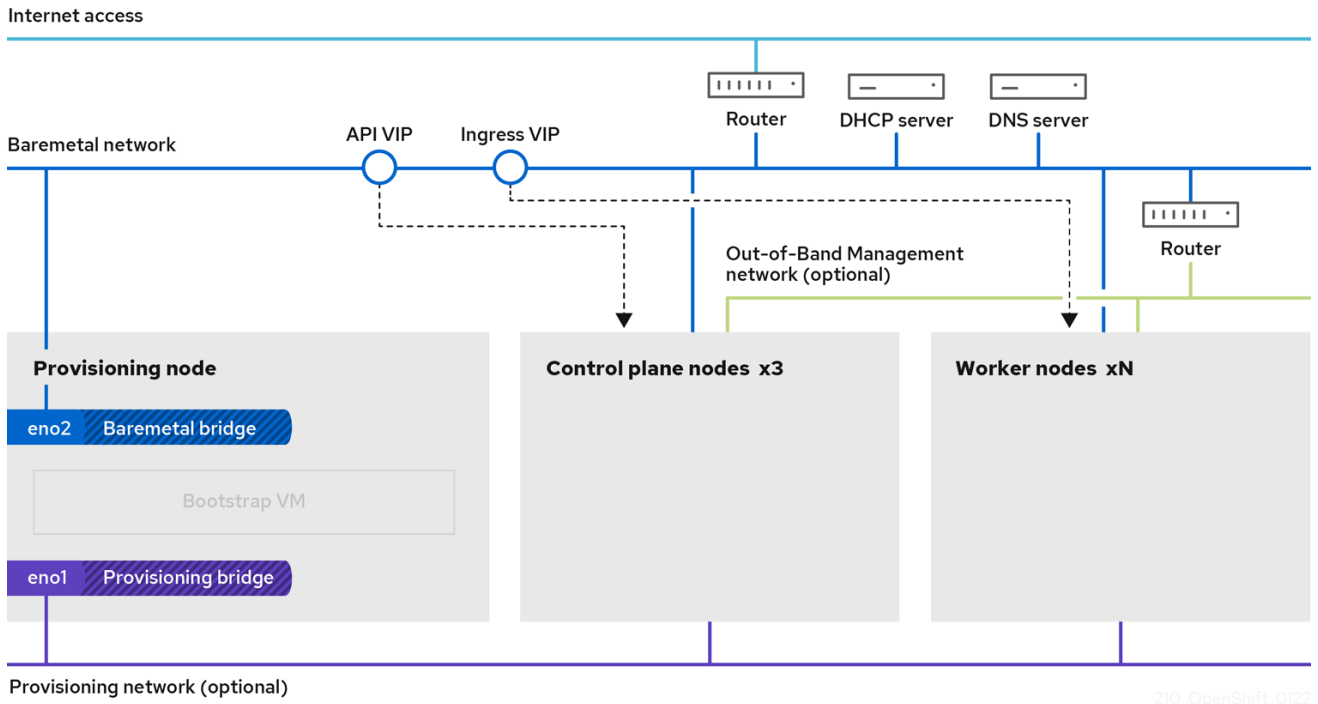 Internet access
Router
DHCP server
DNS server
API VIP
Ingress VIP
Baremetal network
Router
Out-of-Band Management
network (optional)
Provisioning node
Control plane nodes x3
Worker nodes xN
eno2
Baremetal bridge
Bootstrap VM
eno1
Provisioning bridge
Provisioning network (optional)
210_OpenShift_0122